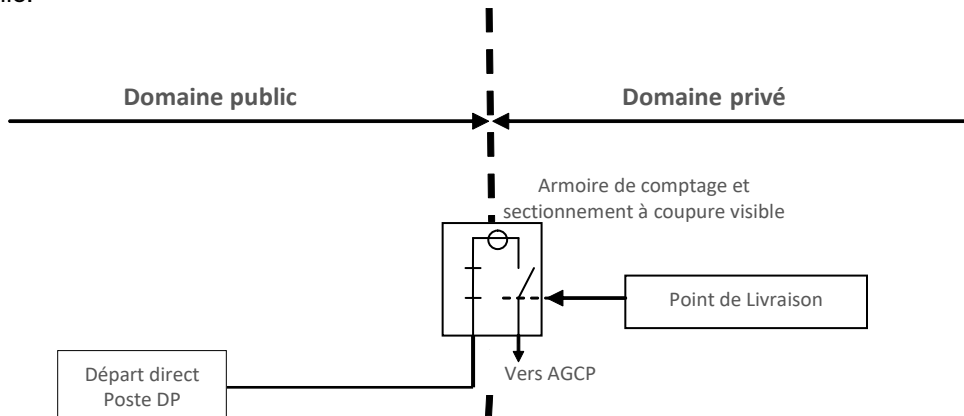 Domaine public
Domaine privé
Armoire de comptage et
sectionnement à coupure visible
Point de Livraison
Départ direct
Poste DP
Vers AGCP